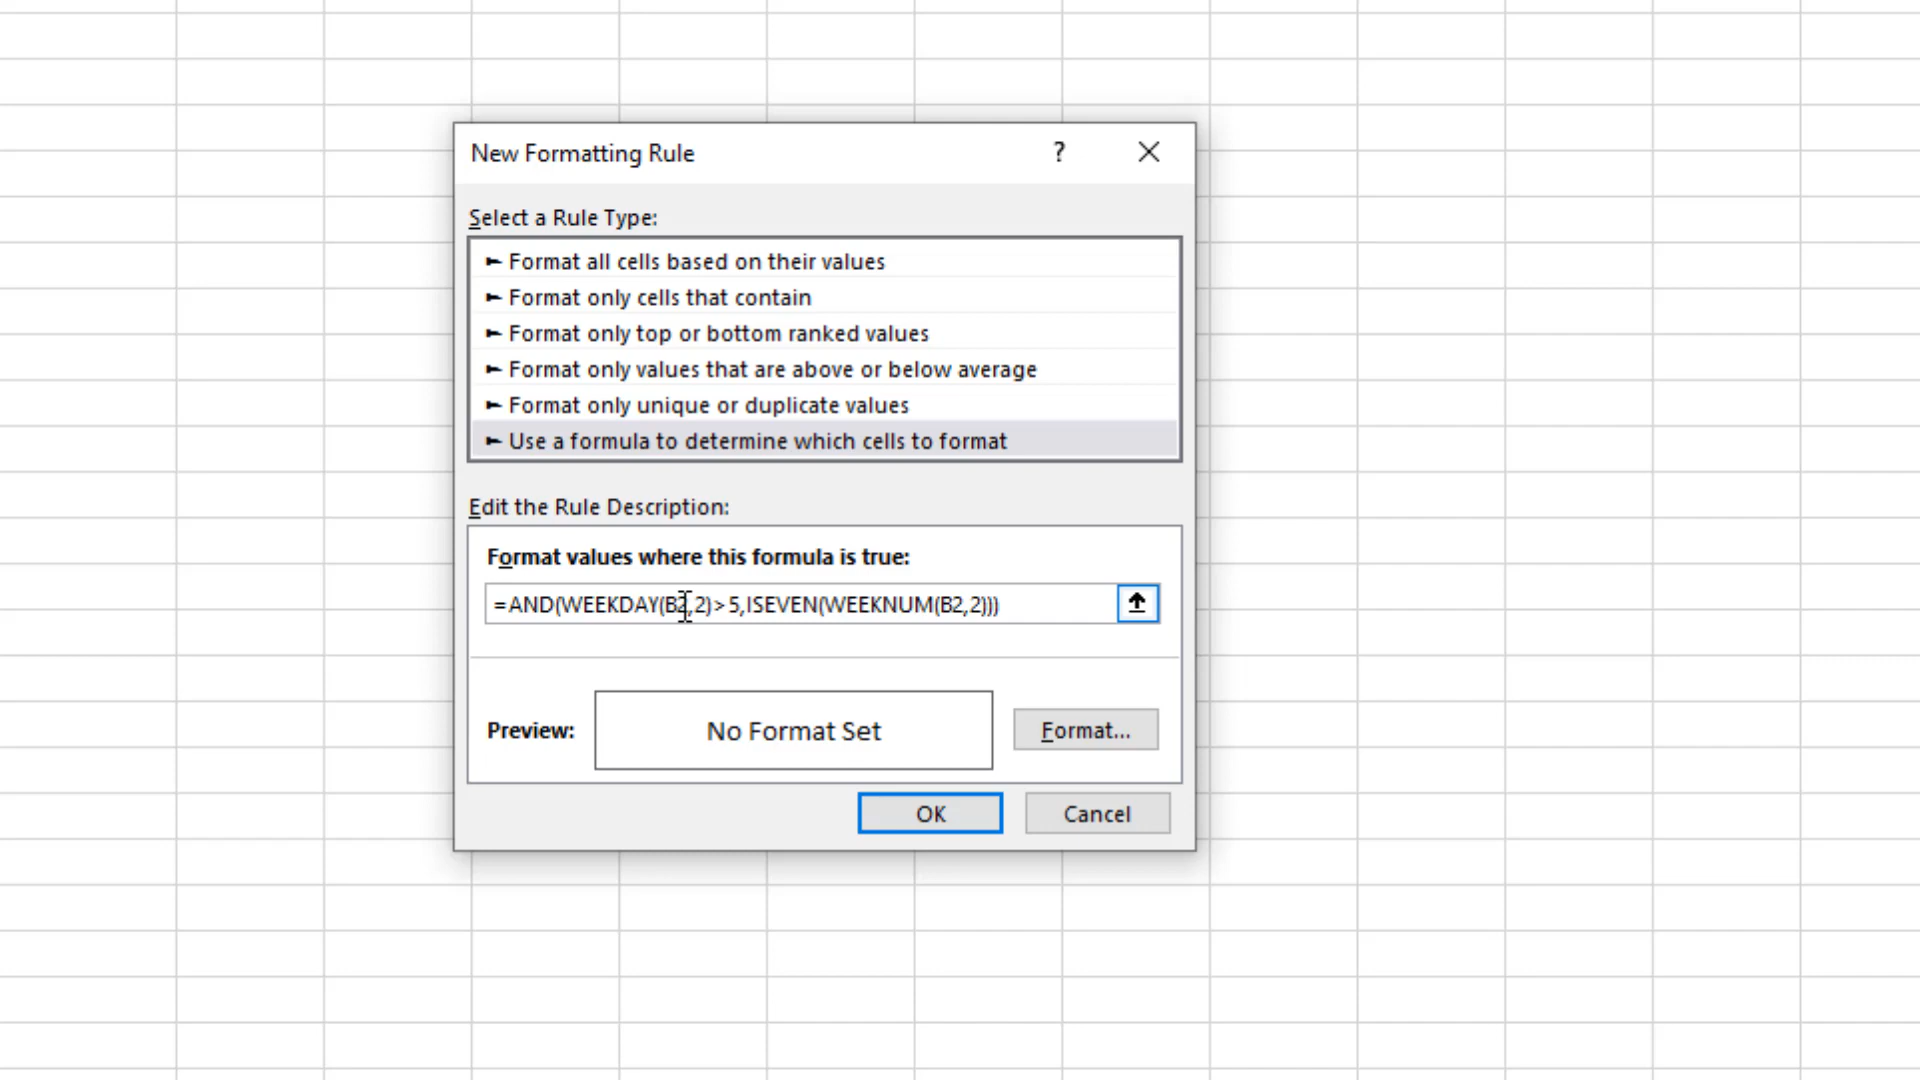 New Formatting Rule ?
Select a Rule Type:
► Format all cells based on their values
► Format only cells that contain
► Format only top or bottom ranked values
► Format only values that are above or below average
► Format only unique or duplicate values
► Use a formula to determine which cells to format
Edit the Rule Description:
Format values where this formula is true:
=AND(WEEKDAY(B2,2)>5,ISEVEN(WEEKNUM(B2,2)))
Preview: No Format Set Format...
OK Cancel